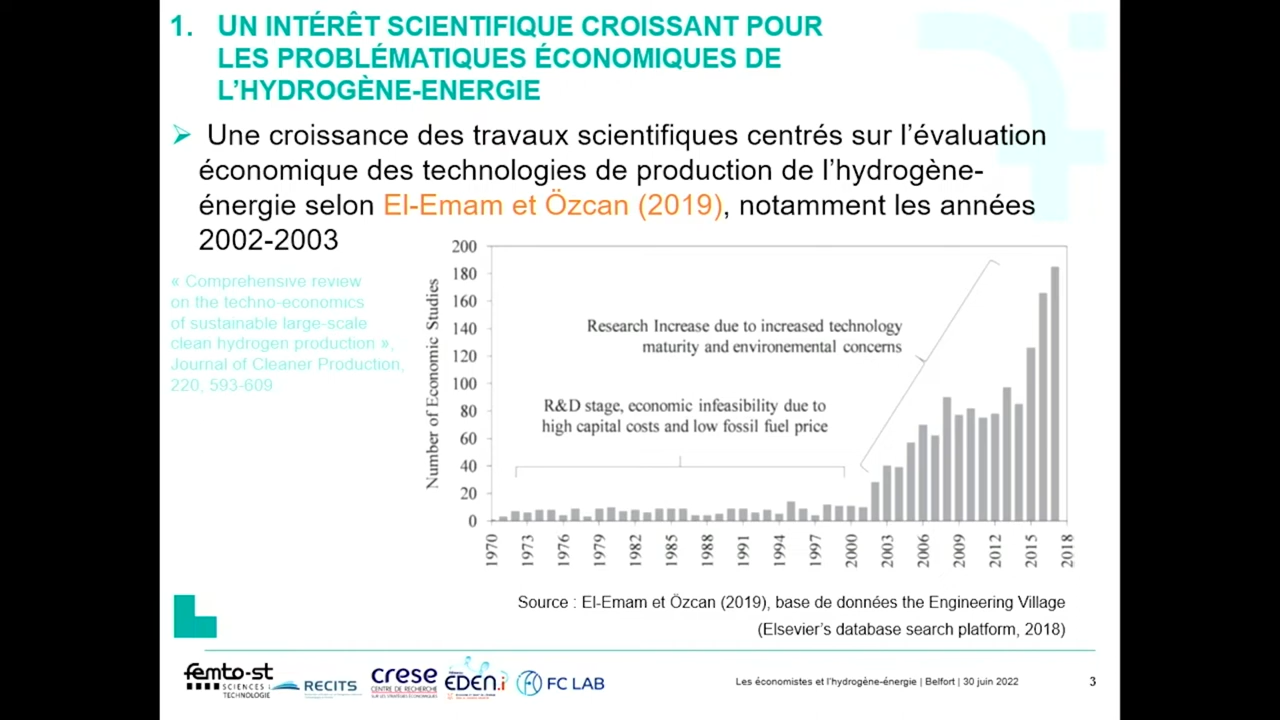 1. UN INTÉRÊT SCIENTIFIQUE CROISSANT POUR
LES PROBLÉMATIQUES ÉCONOMIQUES DE
L'HYDROGÈNE-ENERGIE
Une croissance des travaux scientifiques centrés sur l'évaluation
économique des technologies de production de l'hydrogène-
énergie selon El-Emam et Özcan (2019), notamment les années
2002-2003
« Comprehensive review
on the techno-economics
of sustainable large-scale
clean hydrogen production »,
Journal of Cleaner Production,
220, 593-609
Number of Economic Studies
200
180
160
140
120
100
80
60
40
20
0
Research Increase due to increased technology
maturity and environemental concerns
R&D stage, economic infeasibility due to
high capital costs and low fossil fuel price
1970 1973 1976 1979 1982 1985 1988 1991 1994 1997 2000 2003 2006 2009 2012 2015 2018
Source : El-Emam et Özcan (2019), base de données the Engineering Village
(Elsevier's database search platform, 2018)
femto-st
SCIENCES &
TECHNOLOGIE
RECITS
crese
CENTRE DE RECHERCHE
SUR LES STRATÉGIES ÉCONOMIQUES
EDEN.i
FC LAB
Les économistes et l'hydrogène-énergie | Belfort | 30 juin 2022
3